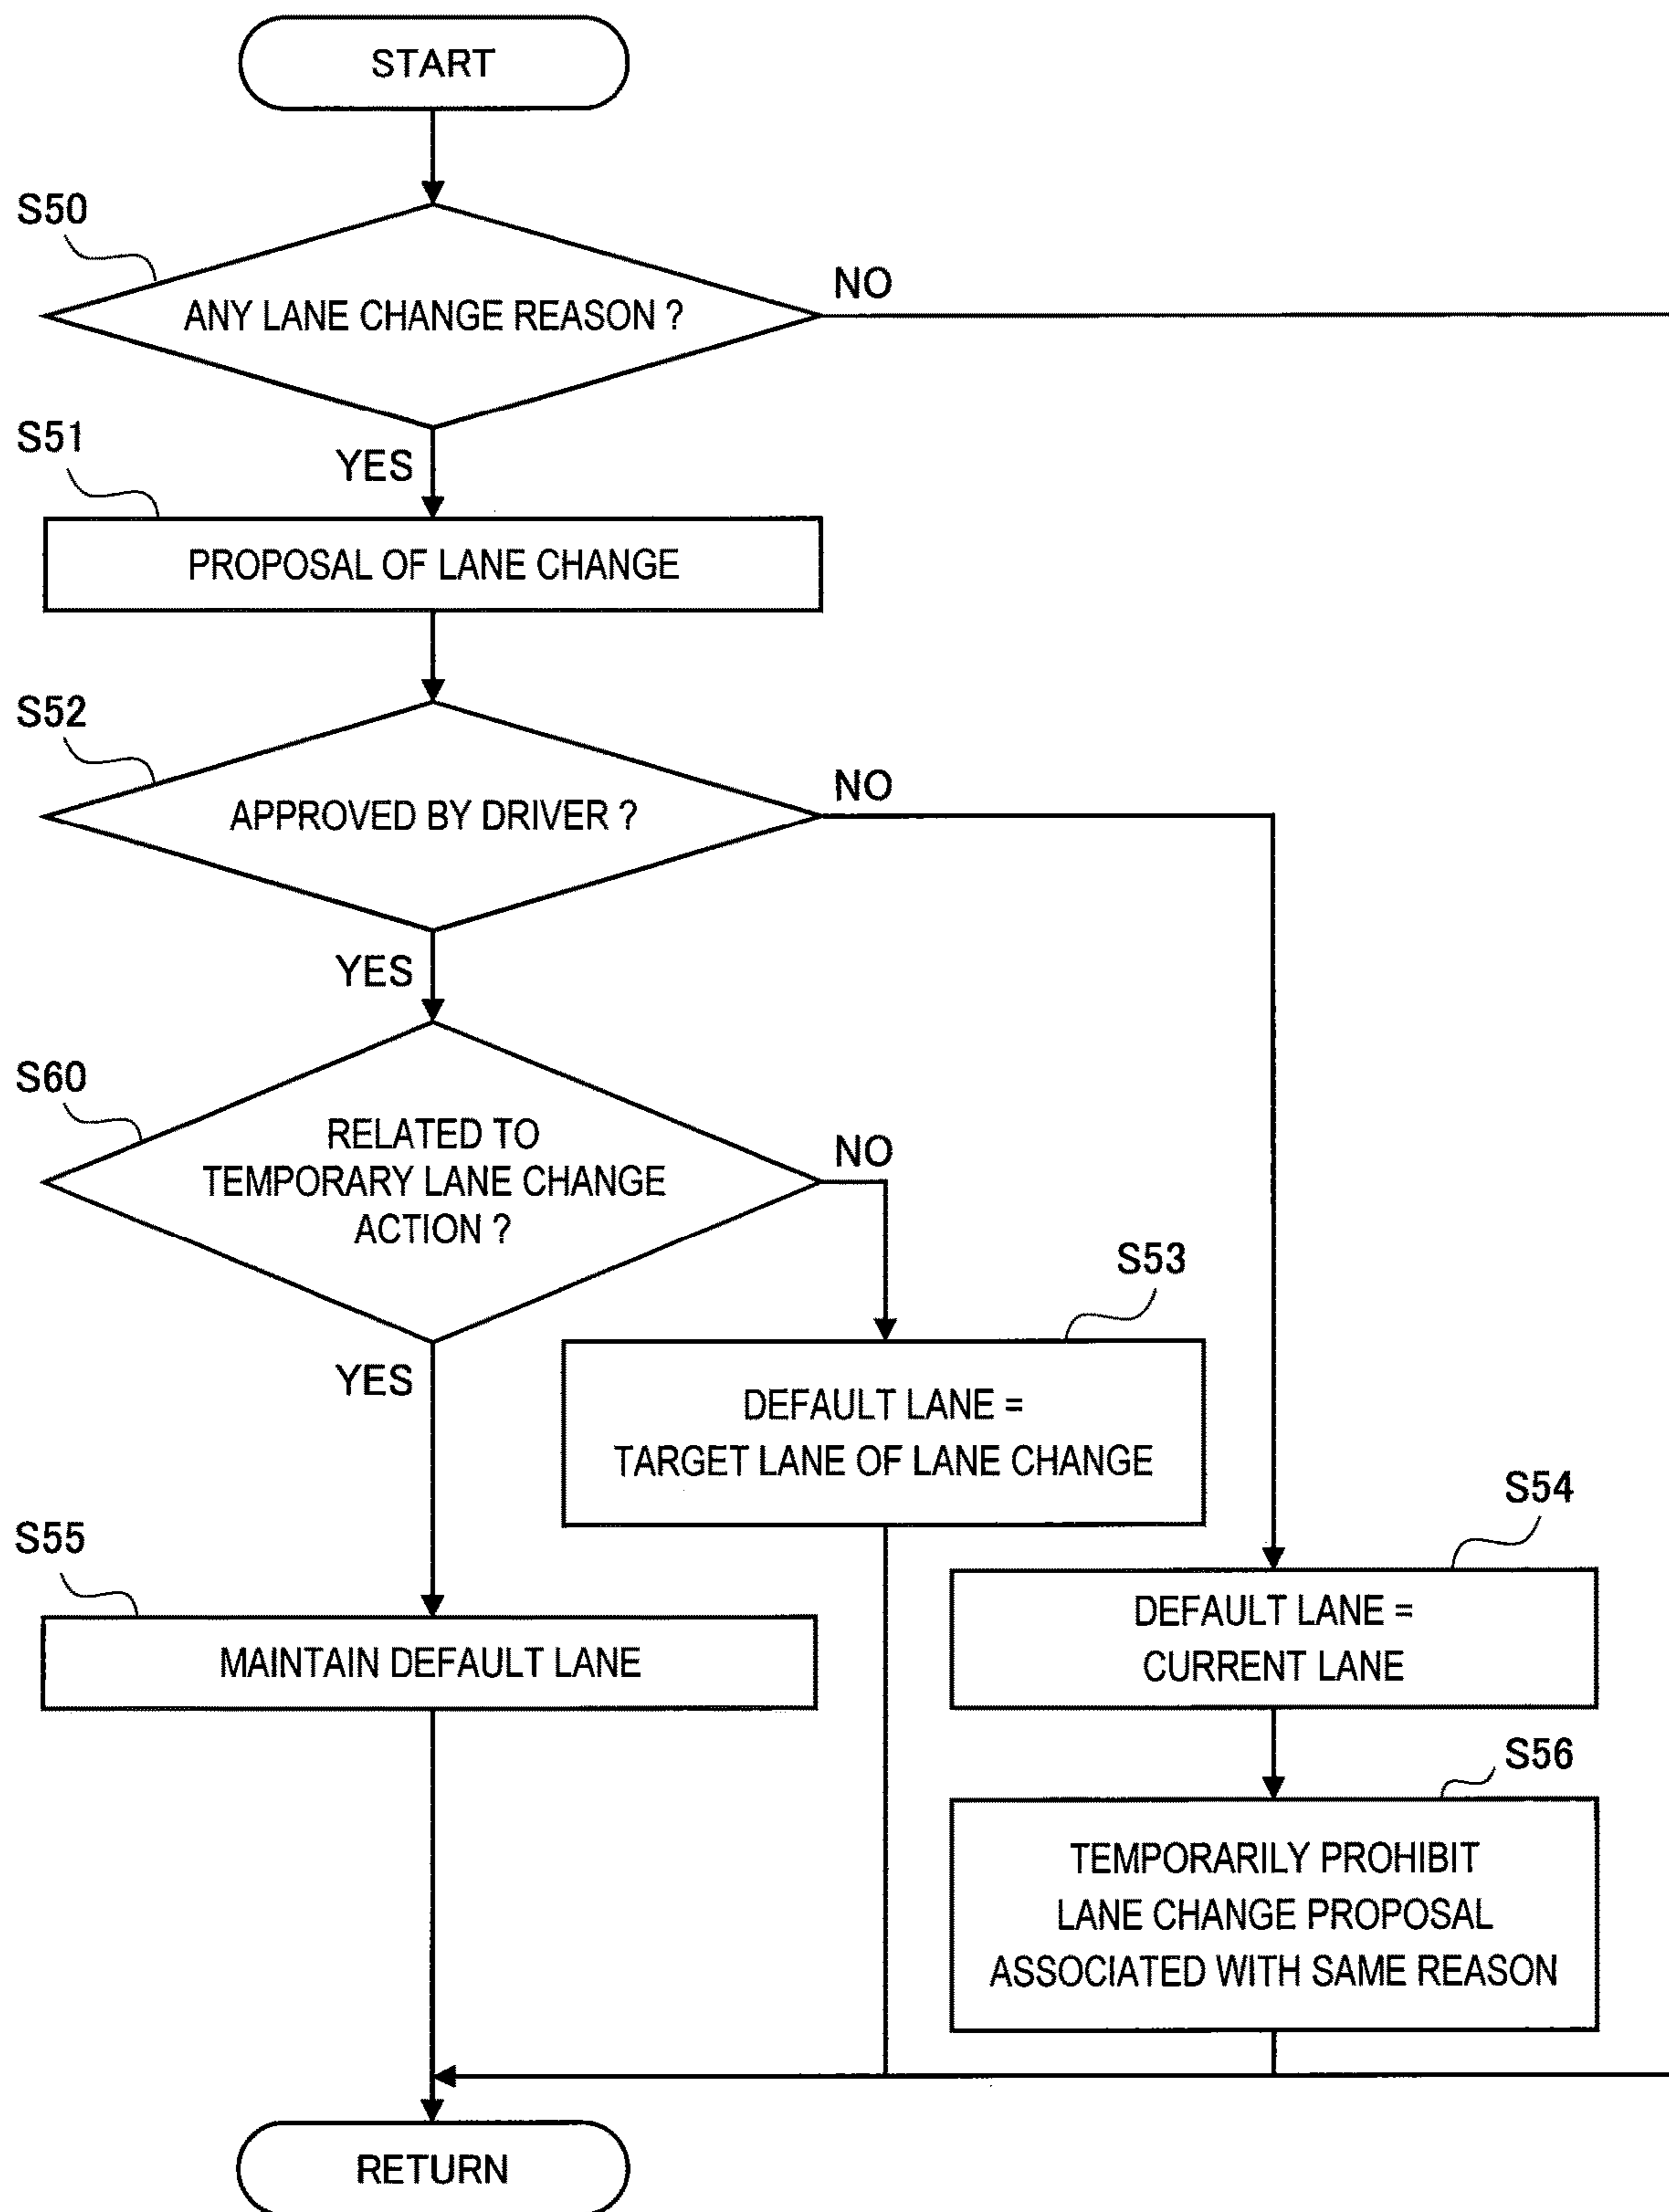 START
S50
ANY LANE CHANGE REASON ?
NO
YES
S51
PROPOSAL OF LANE CHANGE
S52
APPROVED BY DRIVER ?
NO
YES
S60
RELATED TO
TEMPORARY LANE CHANGE
ACTION ?
NO
YES
S53
DEFAULT LANE =
TARGET LANE OF LANE CHANGE
S54
DEFAULT LANE =
CURRENT LANE
S55
MAINTAIN DEFAULT LANE
S56
TEMPORARILY PROHIBIT
LANE CHANGE PROPOSAL
ASSOCIATED WITH SAME REASON
RETURN